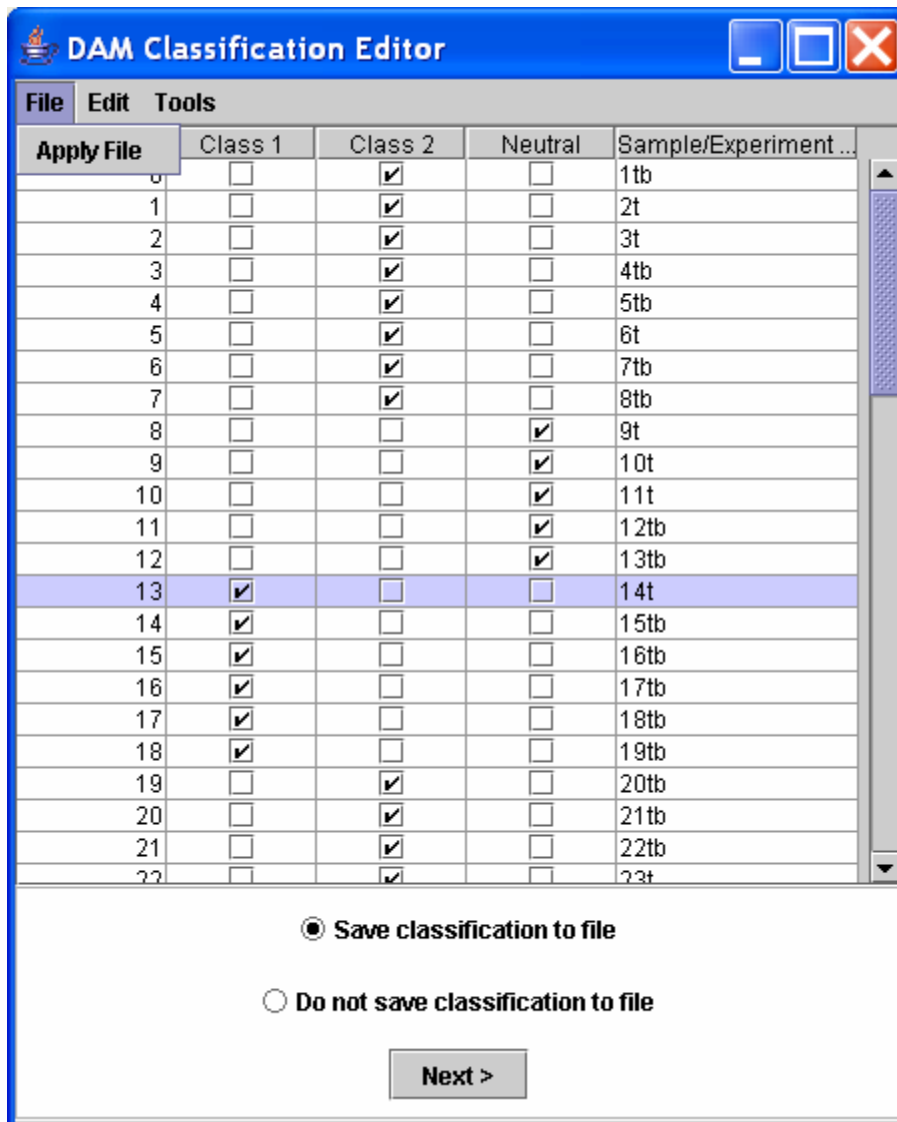 DAM Classification Editor
File Edit Tools
Apply File Class 1 Class 2 Neutral Sample/Experiment ...
0 1tb
1 2t
2 3t
3 4tb
4 5tb
5 6t
6 7tb
7 8tb
8 9t
9 10t
10 11t
11 12tb
12 13tb
13 14t
14 15tb
15 16tb
16 17tb
17 18tb
18 19tb
19 20tb
20 21tb
21 22tb
22 23t
Save classification to file
Do not save classification to file
Next >